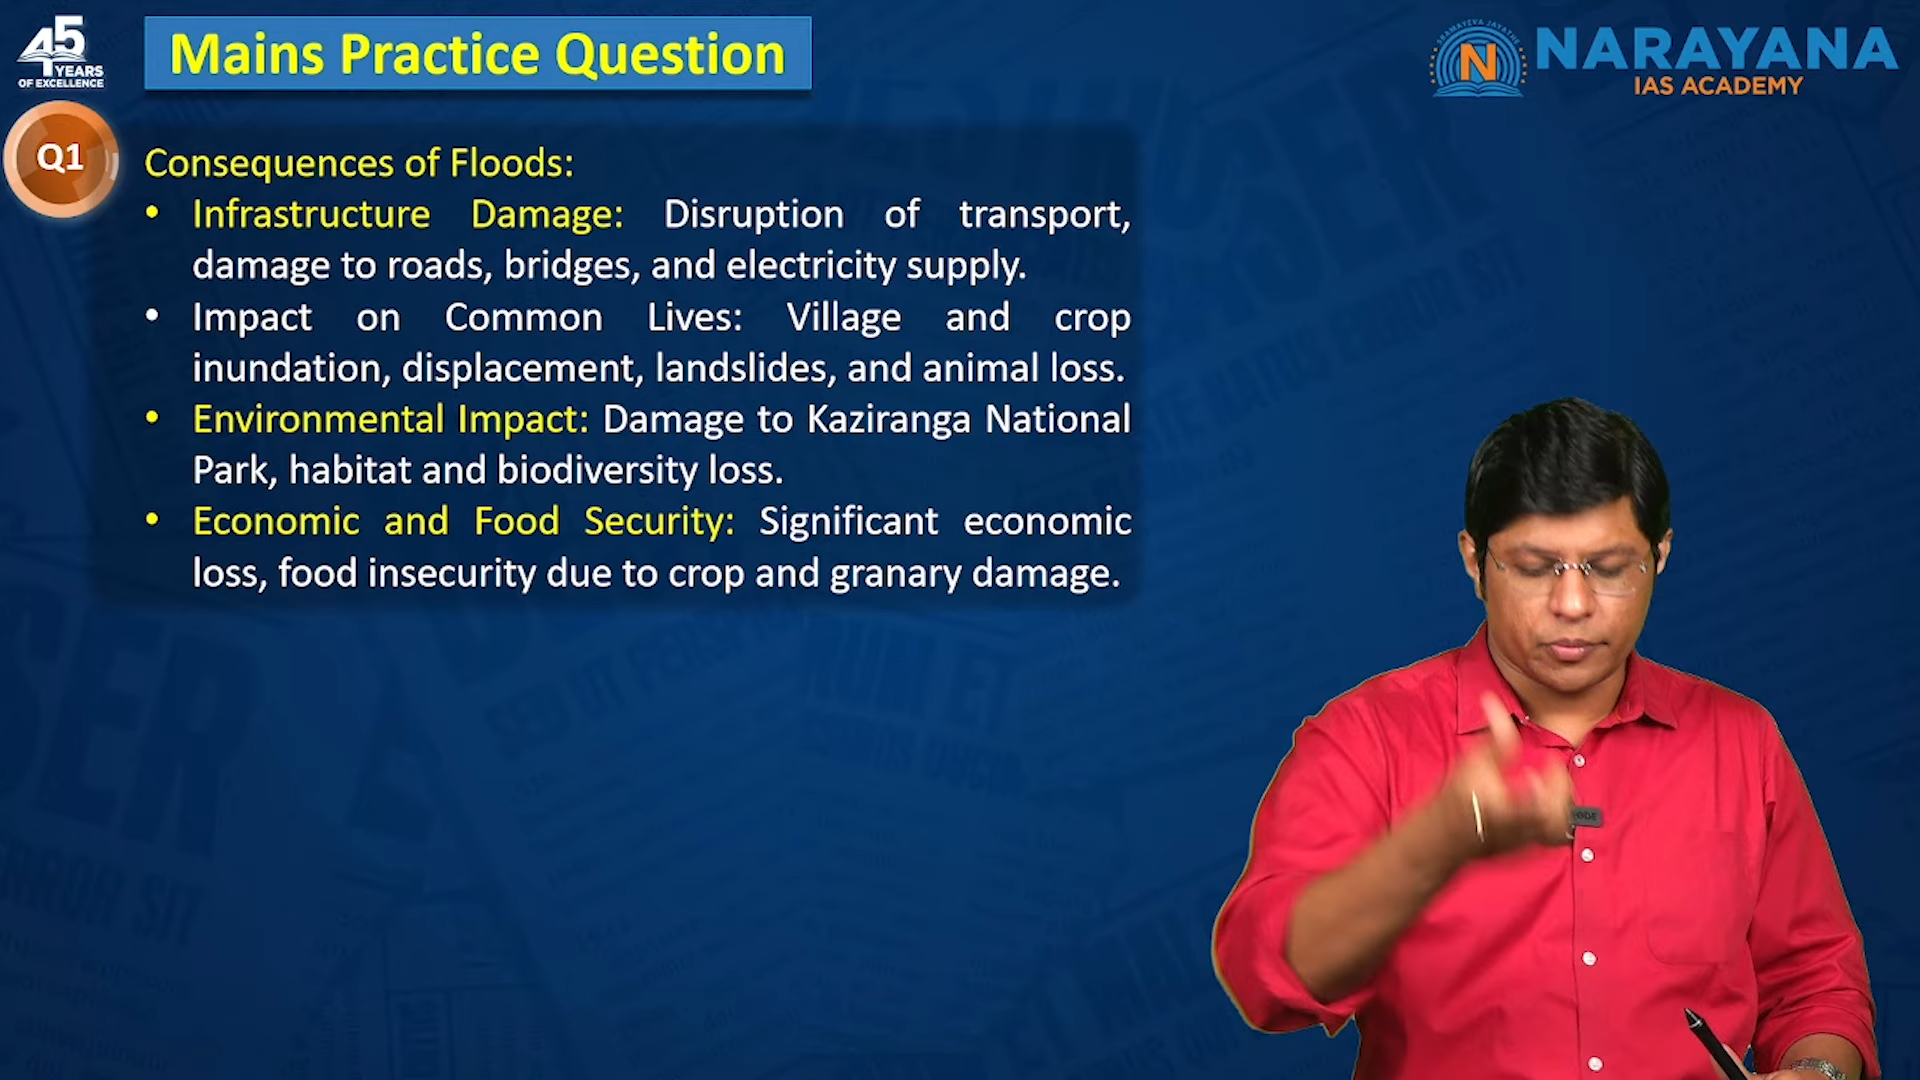 45
YEARS
OF EXCELLENCE
Mains Practice Question
NARAYANA
IAS ACADEMY
N
Q1
Consequences of Floods:
• Infrastructure Damage: Disruption of transport,
damage to roads, bridges, and electricity supply.
• Impact on Common Lives: Village and crop
inundation, displacement, landslides, and animal loss.
• Environmental Impact: Damage to Kaziranga National
Park, habitat and biodiversity loss.
• Economic and Food Security: Significant economic
loss, food insecurity due to crop and granary damage.